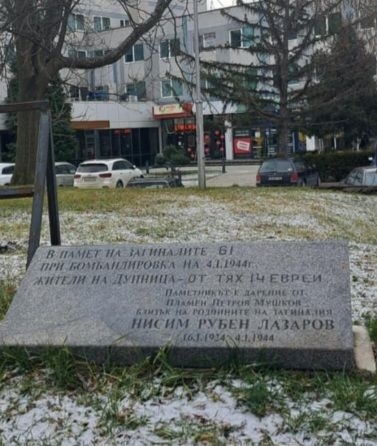 В ПАМЕТ НА ЗАГИНАЛИТЕ 61
ПРИ БОМБАНДИРОВКА НА 4.1.1944г.
ЖИТЕЛИ НА ДУПНИЦА - ОТ ТЯХ 14 ЕВРЕИ
ПАМЕТНИКЪТ Е ДАРЕНИЕ ОТ
ПЛАМЕН ПЕТРОВ МУШКОВ
БЛИЗЪК НА РОДНИНИТЕ НА ЗАГИНАЛИЯ
НИСИМ РУБЕН ЛАЗАРОВ
16.1.1924 - 4.1.1944